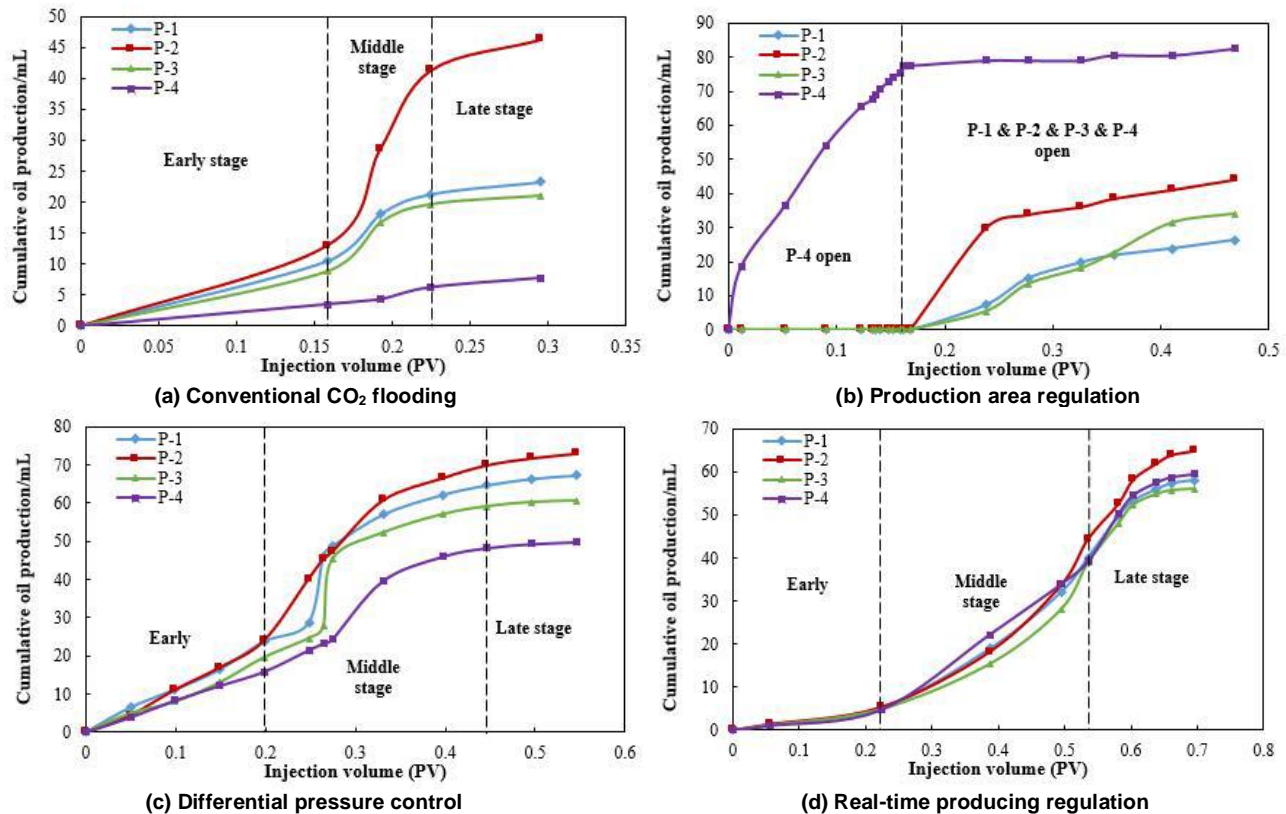 50
45
40
35
30
25
20
15
10
5
0
Cumulative oil production/mL
P-1
P-2
P-3
P-4
Early stage
Middle
stage
Late stage
0
0.05
0.1
0.15
0.2
0.25
0.3
0.35
Injection volume (PV)
(a) Conventional CO₂ flooding
90
80
70
60
50
40
30
20
10
0
Cumulative oil production/mL
P-1
P-2
P-3
P-4
P-4 open
P-1 & P-2 & P-3 & P-4
open
0
0.1
0.2
0.3
0.4
0.5
Injection volume (PV)
(b) Production area regulation
80
70
60
50
40
30
20
10
0
Cumulative oil production/mL
P-1
P-2
P-3
P-4
Early
Middle
stage
Late stage
0
0.1
0.2
0.3
0.4
0.5
0.6
Injection volume (PV)
(c) Differential pressure control
70
60
50
40
30
20
10
0
Cumulative oil production/mL
P-1
P-2
P-3
P-4
Early
Middle
stage
Late stage
0
0.1
0.2
0.3
0.4
0.5
0.6
0.7
0.8
Injection volume (PV)
(d) Real-time producing regulation